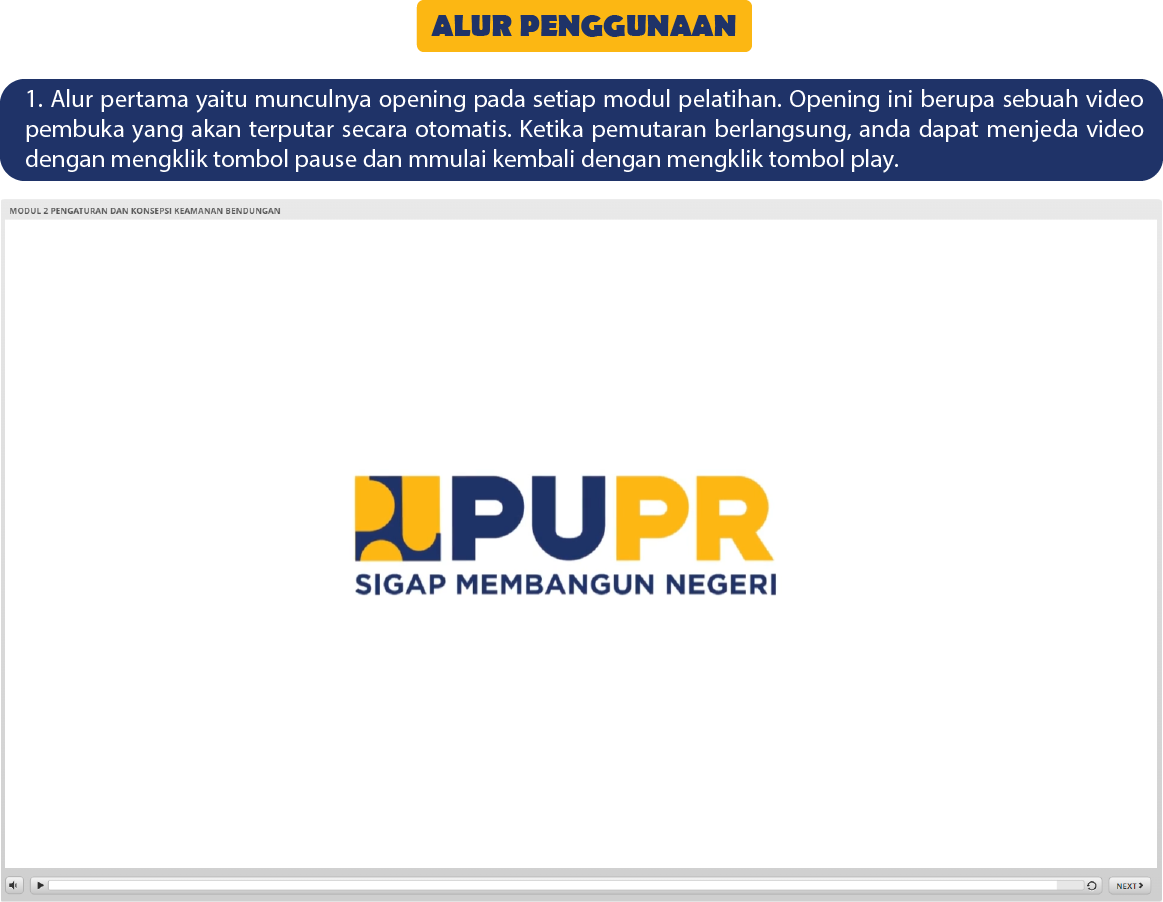 ALUR PENGGUNAAN
1. Alur pertama yaitu munculnya opening pada setiap modul pelatihan. Opening ini berupa sebuah video
pembuka yang akan terputar secara otomatis. Ketika pemutaran berlangsung, anda dapat menjeda video
dengan mengklik tombol pause dan mmulai kembali dengan mengklik tombol play.
MODUL 2 PENGATURAN DAN KONSEPSI KEAMANAN BENDUNGAN
PUPR
SIGAP MEMBANGUN NEGERI
NEXT